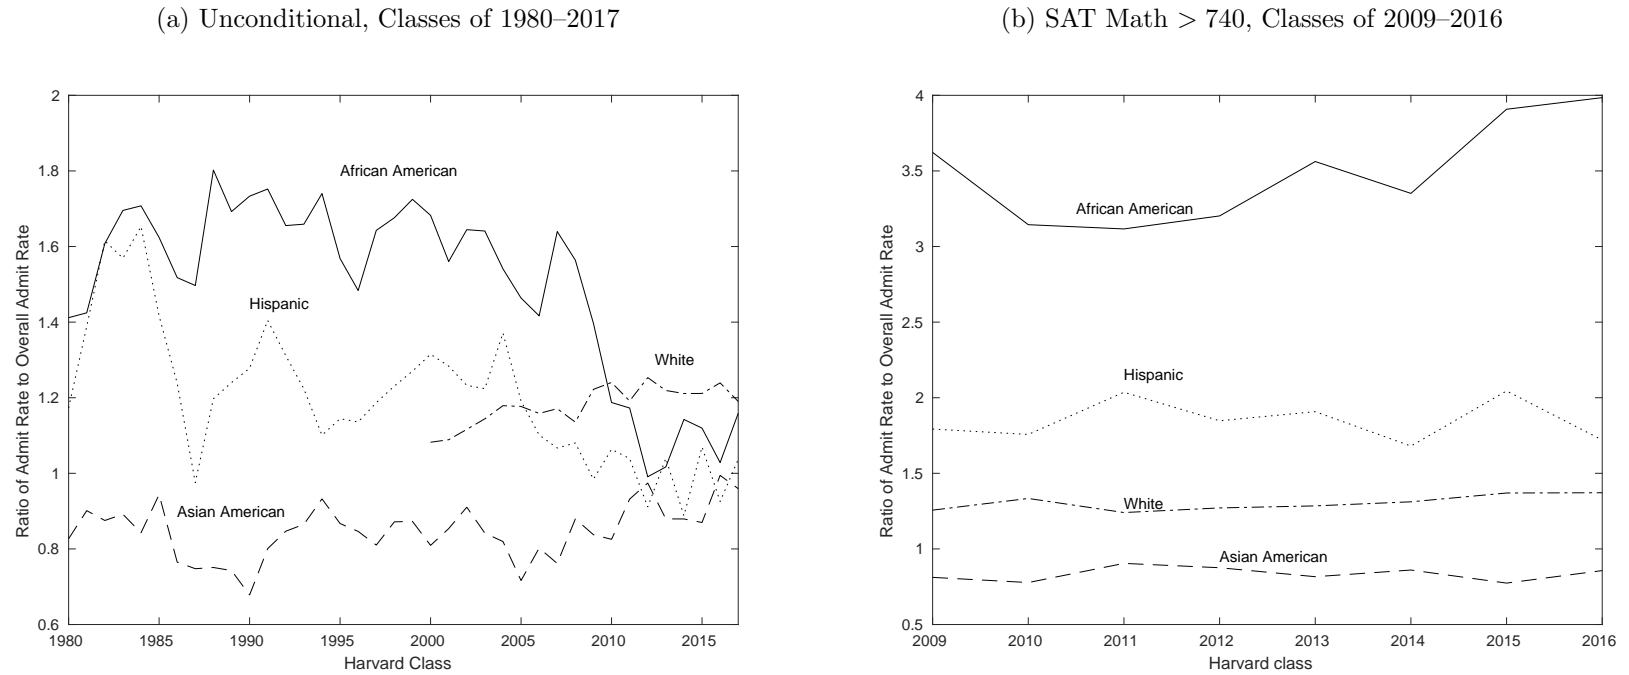 (a) Unconditional, Classes of 1980–2017
Ratio of Admit Rate to Overall Admit Rate
2
1.8
1.6
1.4
1.2
1
0.8
0.6
African American
Hispanic
White
Asian American
1980 1985 1990 1995 2000 2005 2010 2015
Harvard Class
(b) SAT Math > 740, Classes of 2009–2016
Ratio of Admit Rate to Overall Admit Rate
4
3.5
3
2.5
2
1.5
1
0.5
African American
Hispanic
White
Asian American
2009 2010 2011 2012 2013 2014 2015 2016
Harvard class